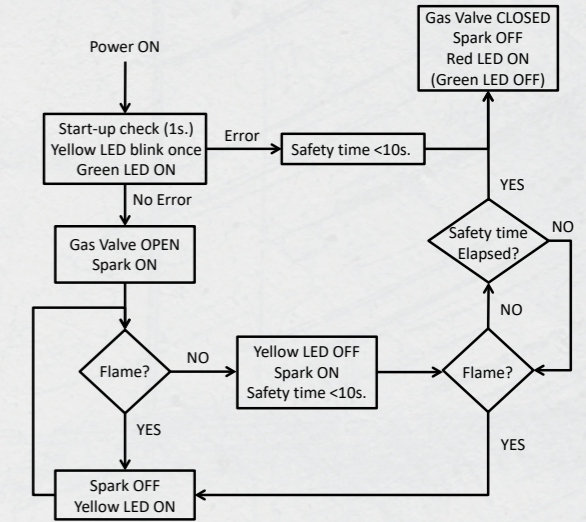 Power ON
Start-up check (1s.)
Yellow LED blink once
Green LED ON
Error
Safety time <10s.
Gas Valve CLOSED
Spark OFF
Red LED ON
(Green LED OFF)
No Error
Gas Valve OPEN
Spark ON
Flame?
NO
Yellow LED OFF
Spark ON
Safety time <10s.
Flame?
NO
Safety time
Elapsed?
YES
NO
YES
YES
Spark OFF
Yellow LED ON